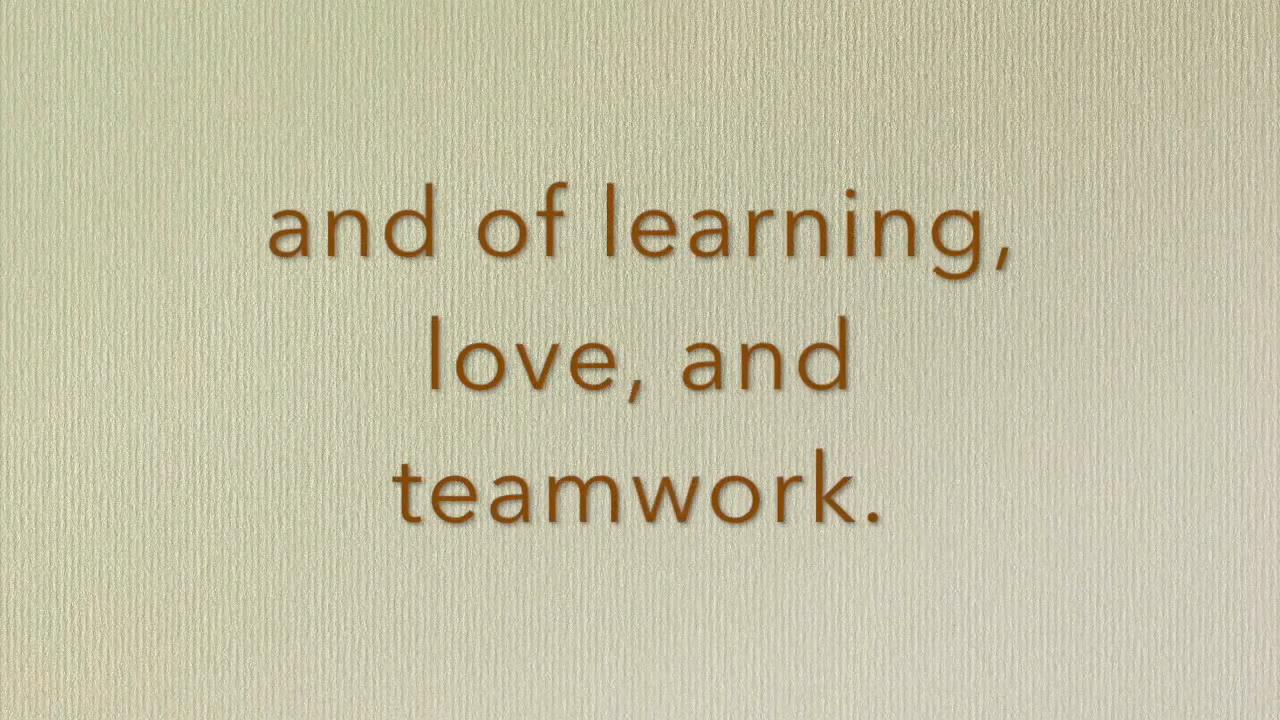 and of learning,
love, and
teamwork.